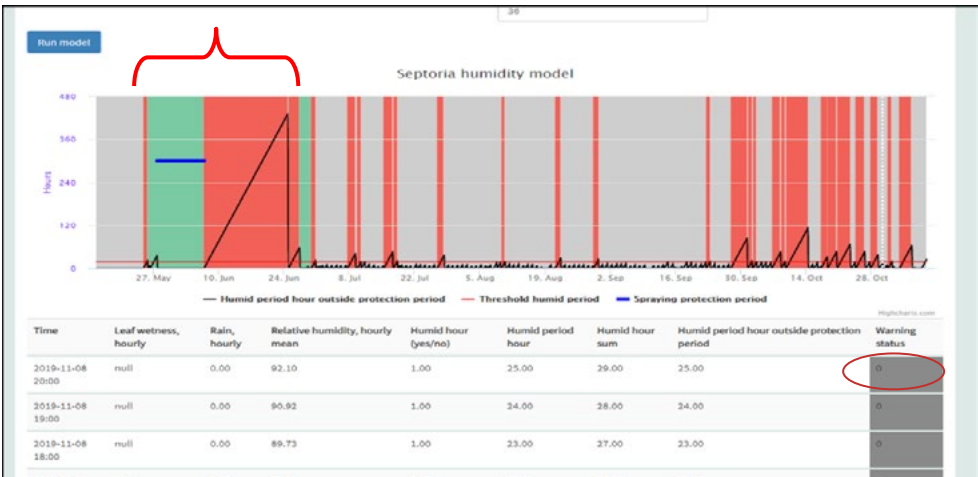 36
Run model
Septoria humidity model
480
360
240
120
0
Hours
27. May 10. Jun 24. Jun 8. Jul 22. Jul 5. Aug 19. Aug 2. Sep 16. Sep 30. Sep 14. Oct 28. Oct
Humid period hour outside protection period Threshold humid period Spraying protection period
Highcharts.com
Time Leaf wetness, hourly Rain, hourly Relative humidity, hourly mean Humid hour (yes/no) Humid period hour Humid hour sum Humid period hour outside protection period Warning status
2019-11-08 20:00 null 0.00 92.10 1.00 25.00 29.00 25.00 0
2019-11-08 19:00 null 0.00 90.92 1.00 24.00 28.00 24.00 0
2019-11-08 18:00 null 0.00 89.73 1.00 23.00 27.00 23.00 0